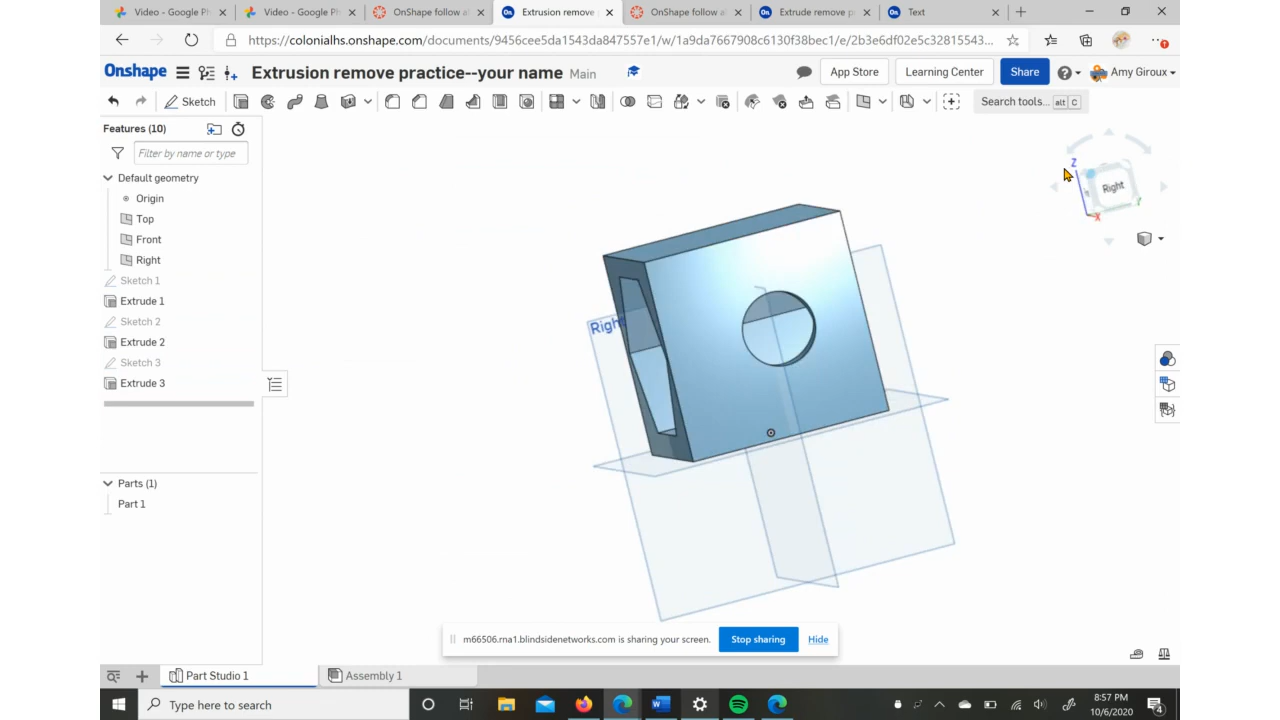 Video - Google Ph
Video - Google Ph
OnShape follow a
Extrusion remove
OnShape follow a
Extrude remove p
Text
https://colonialhs.onshape.com/documents/9456cee5da1543da847557e1/w/1a9da7667908c6130f38bec1/e/2b3e6df02e5c32815543...
Onshape
Extrusion remove practice--your name Main
App Store
Learning Center
Share
Amy Giroux
Sketch
Search tools... alt C
Features (10)
Filter by name or type
Default geometry
Origin
Top
Front
Right
Sketch 1
Extrude 1
Sketch 2
Extrude 2
Sketch 3
Extrude 3
Parts (1)
Part 1
Z
Right
X
Right
m66506.rna1.blindsidenetworks.com is sharing your screen.
Stop sharing
Hide
Part Studio 1
Assembly 1
Type here to search
8:57 PM
10/6/2020
4